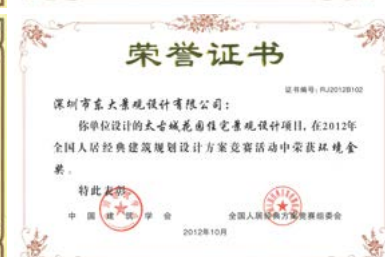 荣誉证书
证书编号：RJ2012B102
深圳市东大景观设计有限公司：
你单位设计的太古城花园住宅景观设计项目，在2012年
全国人居经典建筑规划设计方案竞赛活动中荣获环境金
奖。
特此表彰
中国建筑学会
全国人居经典方案竞赛组委会
2012年10月